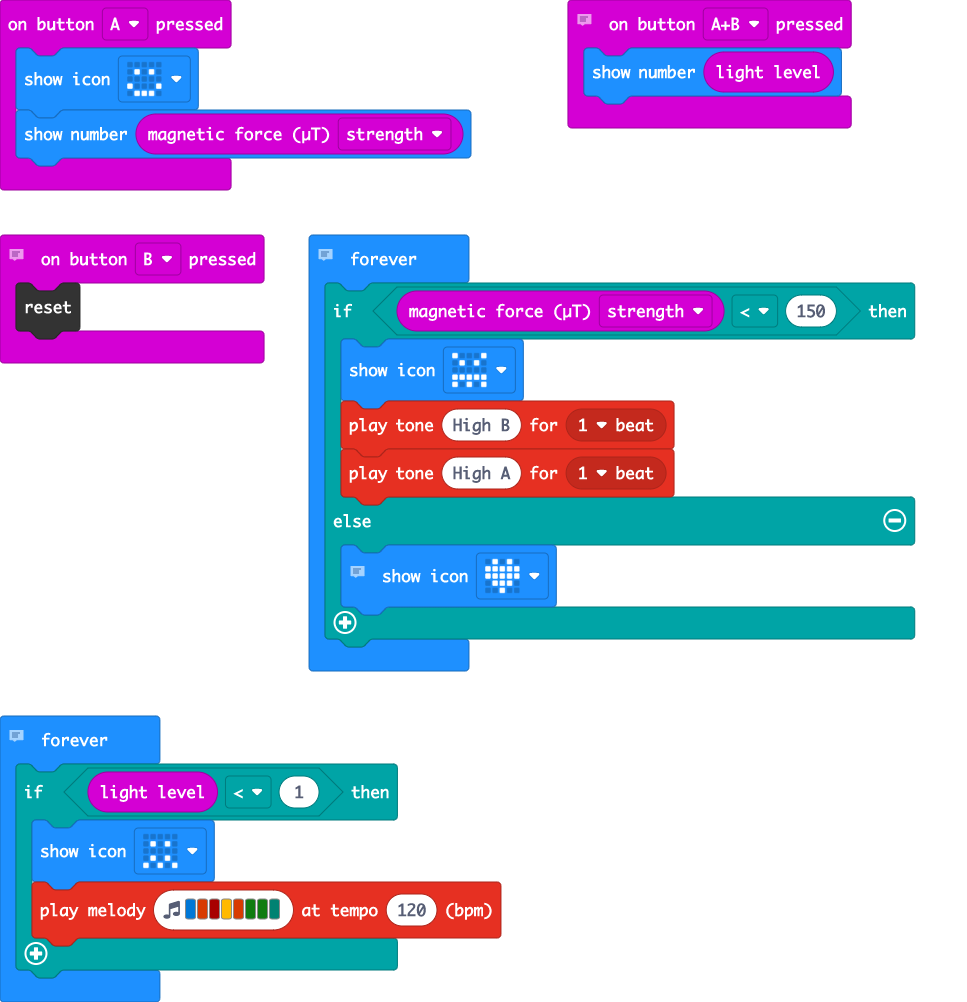 on button A pressed
show icon
show number magnetic force (µT) strength
on button A+B pressed
show number light level
on button B pressed
reset
forever
if magnetic force (µT) strength < 150 then
show icon
play tone High B for 1 beat
play tone High A for 1 beat
else
show icon
forever
if light level < 1 then
show icon
play melody at tempo 120 (bpm)